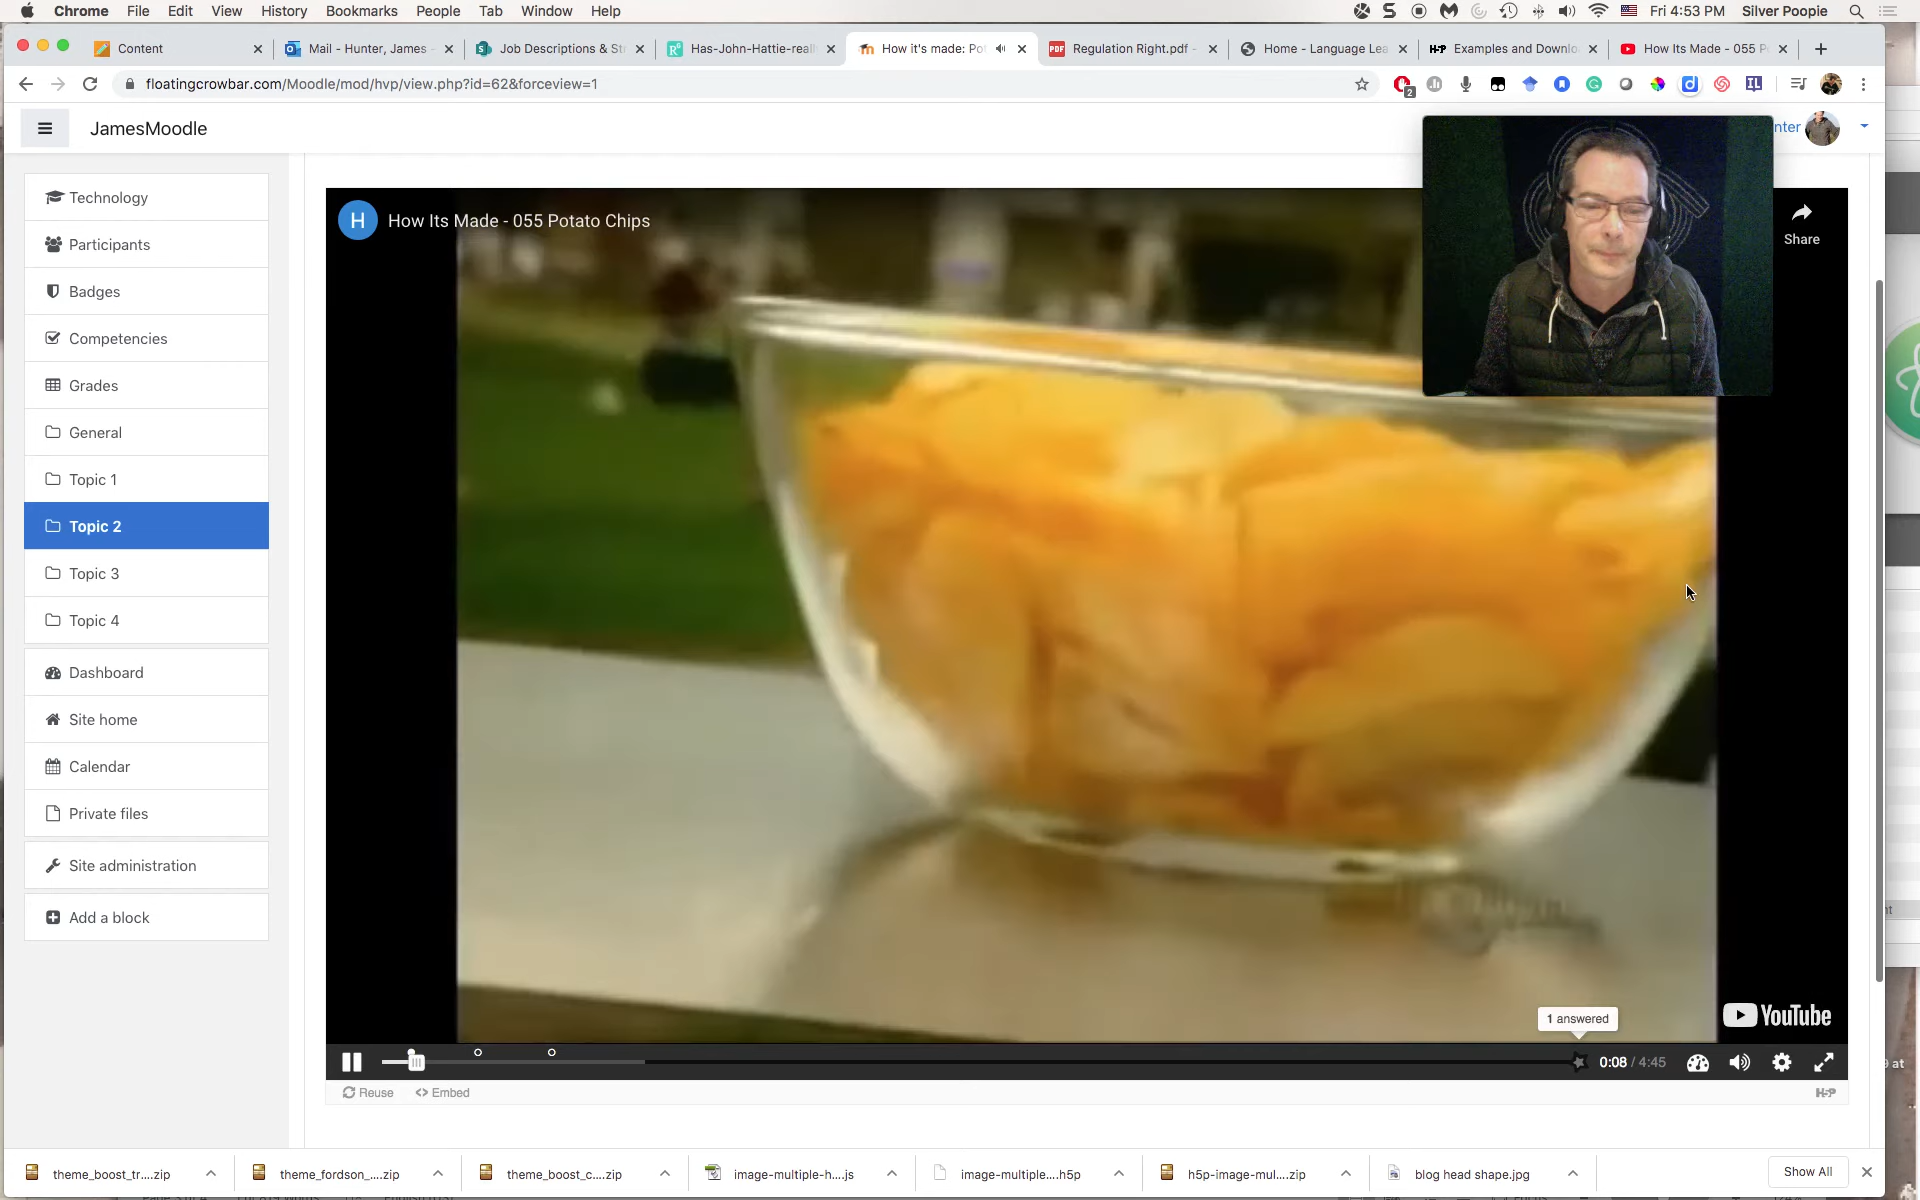 Chrome File Edit View History Bookmarks People Tab Window Help Fri 4:53 PM Silver Poopie
Content Mail - Hunter, James - Job Descriptions & St Has-John-Hattie-real How it's made: Pot Regulation Right.pdf - Home - Language Lea Examples and Downlo How Its Made - 055 P
floatingcrowbar.com/Moodle/mod/hvp/view.php?id=62&forceview=1
2
JamesMoodle
nter
Technology
Participants
Badges
Competencies
Grades
General
Topic 1
Topic 2
Topic 3
Topic 4
Dashboard
Site home
Calendar
Private files
Site administration
Add a block
H How Its Made - 055 Potato Chips
Share
1 answered
YouTube
0:08 / 4:45
Reuse Embed H5P
theme_boost_tr....zip theme_fordson_....zip theme_boost_c....zip image-multiple-h....js image-multiple....h5p h5p-image-mul....zip blog head shape.jpg Show All